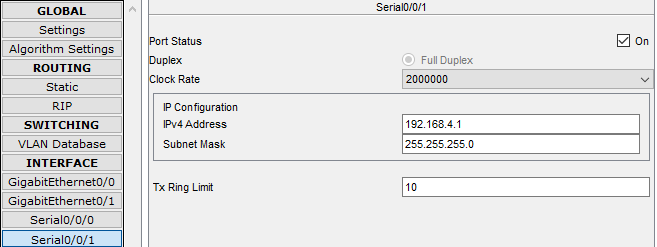 GLOBAL
Settings
Algorithm Settings
ROUTING
Static
RIP
SWITCHING
VLAN Database
INTERFACE
GigabitEthernet0/0
GigabitEthernet0/1
Serial0/0/0
Serial0/0/1
Serial0/0/1
Port Status On
Duplex Full Duplex
Clock Rate 2000000
IP Configuration
IPv4 Address 192.168.4.1
Subnet Mask 255.255.255.0
Tx Ring Limit 10